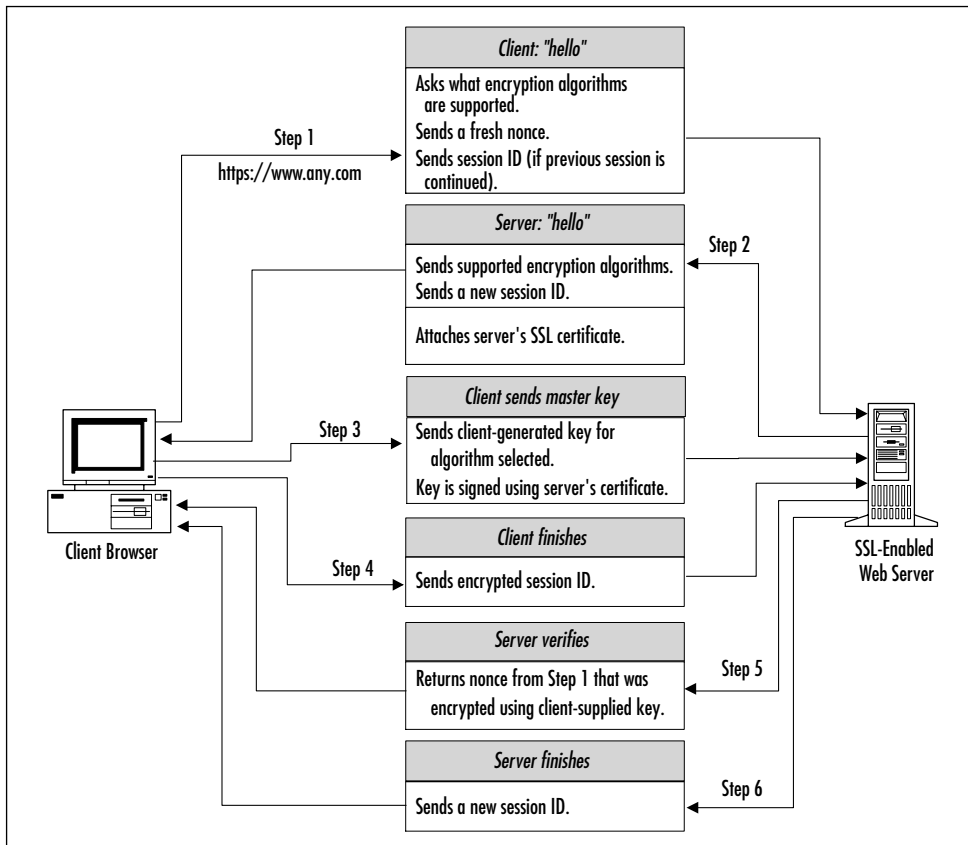 Client: "hello"
Asks what encryption algorithms
are supported.
Sends a fresh nonce.
Sends session ID (if previous session is
continued).
Step 1
https://www.any.com
Server: "hello"
Sends supported encryption algorithms.
Sends a new session ID.
Attaches server's SSL certificate.
Step 2
Client sends master key
Sends client-generated key for
algorithm selected.
Key is signed using server's certificate.
Step 3
Client Browser
SSL-Enabled
Web Server
Client finishes
Sends encrypted session ID.
Step 4
Server verifies
Returns nonce from Step 1 that was
encrypted using client-supplied key.
Step 5
Server finishes
Sends a new session ID.
Step 6